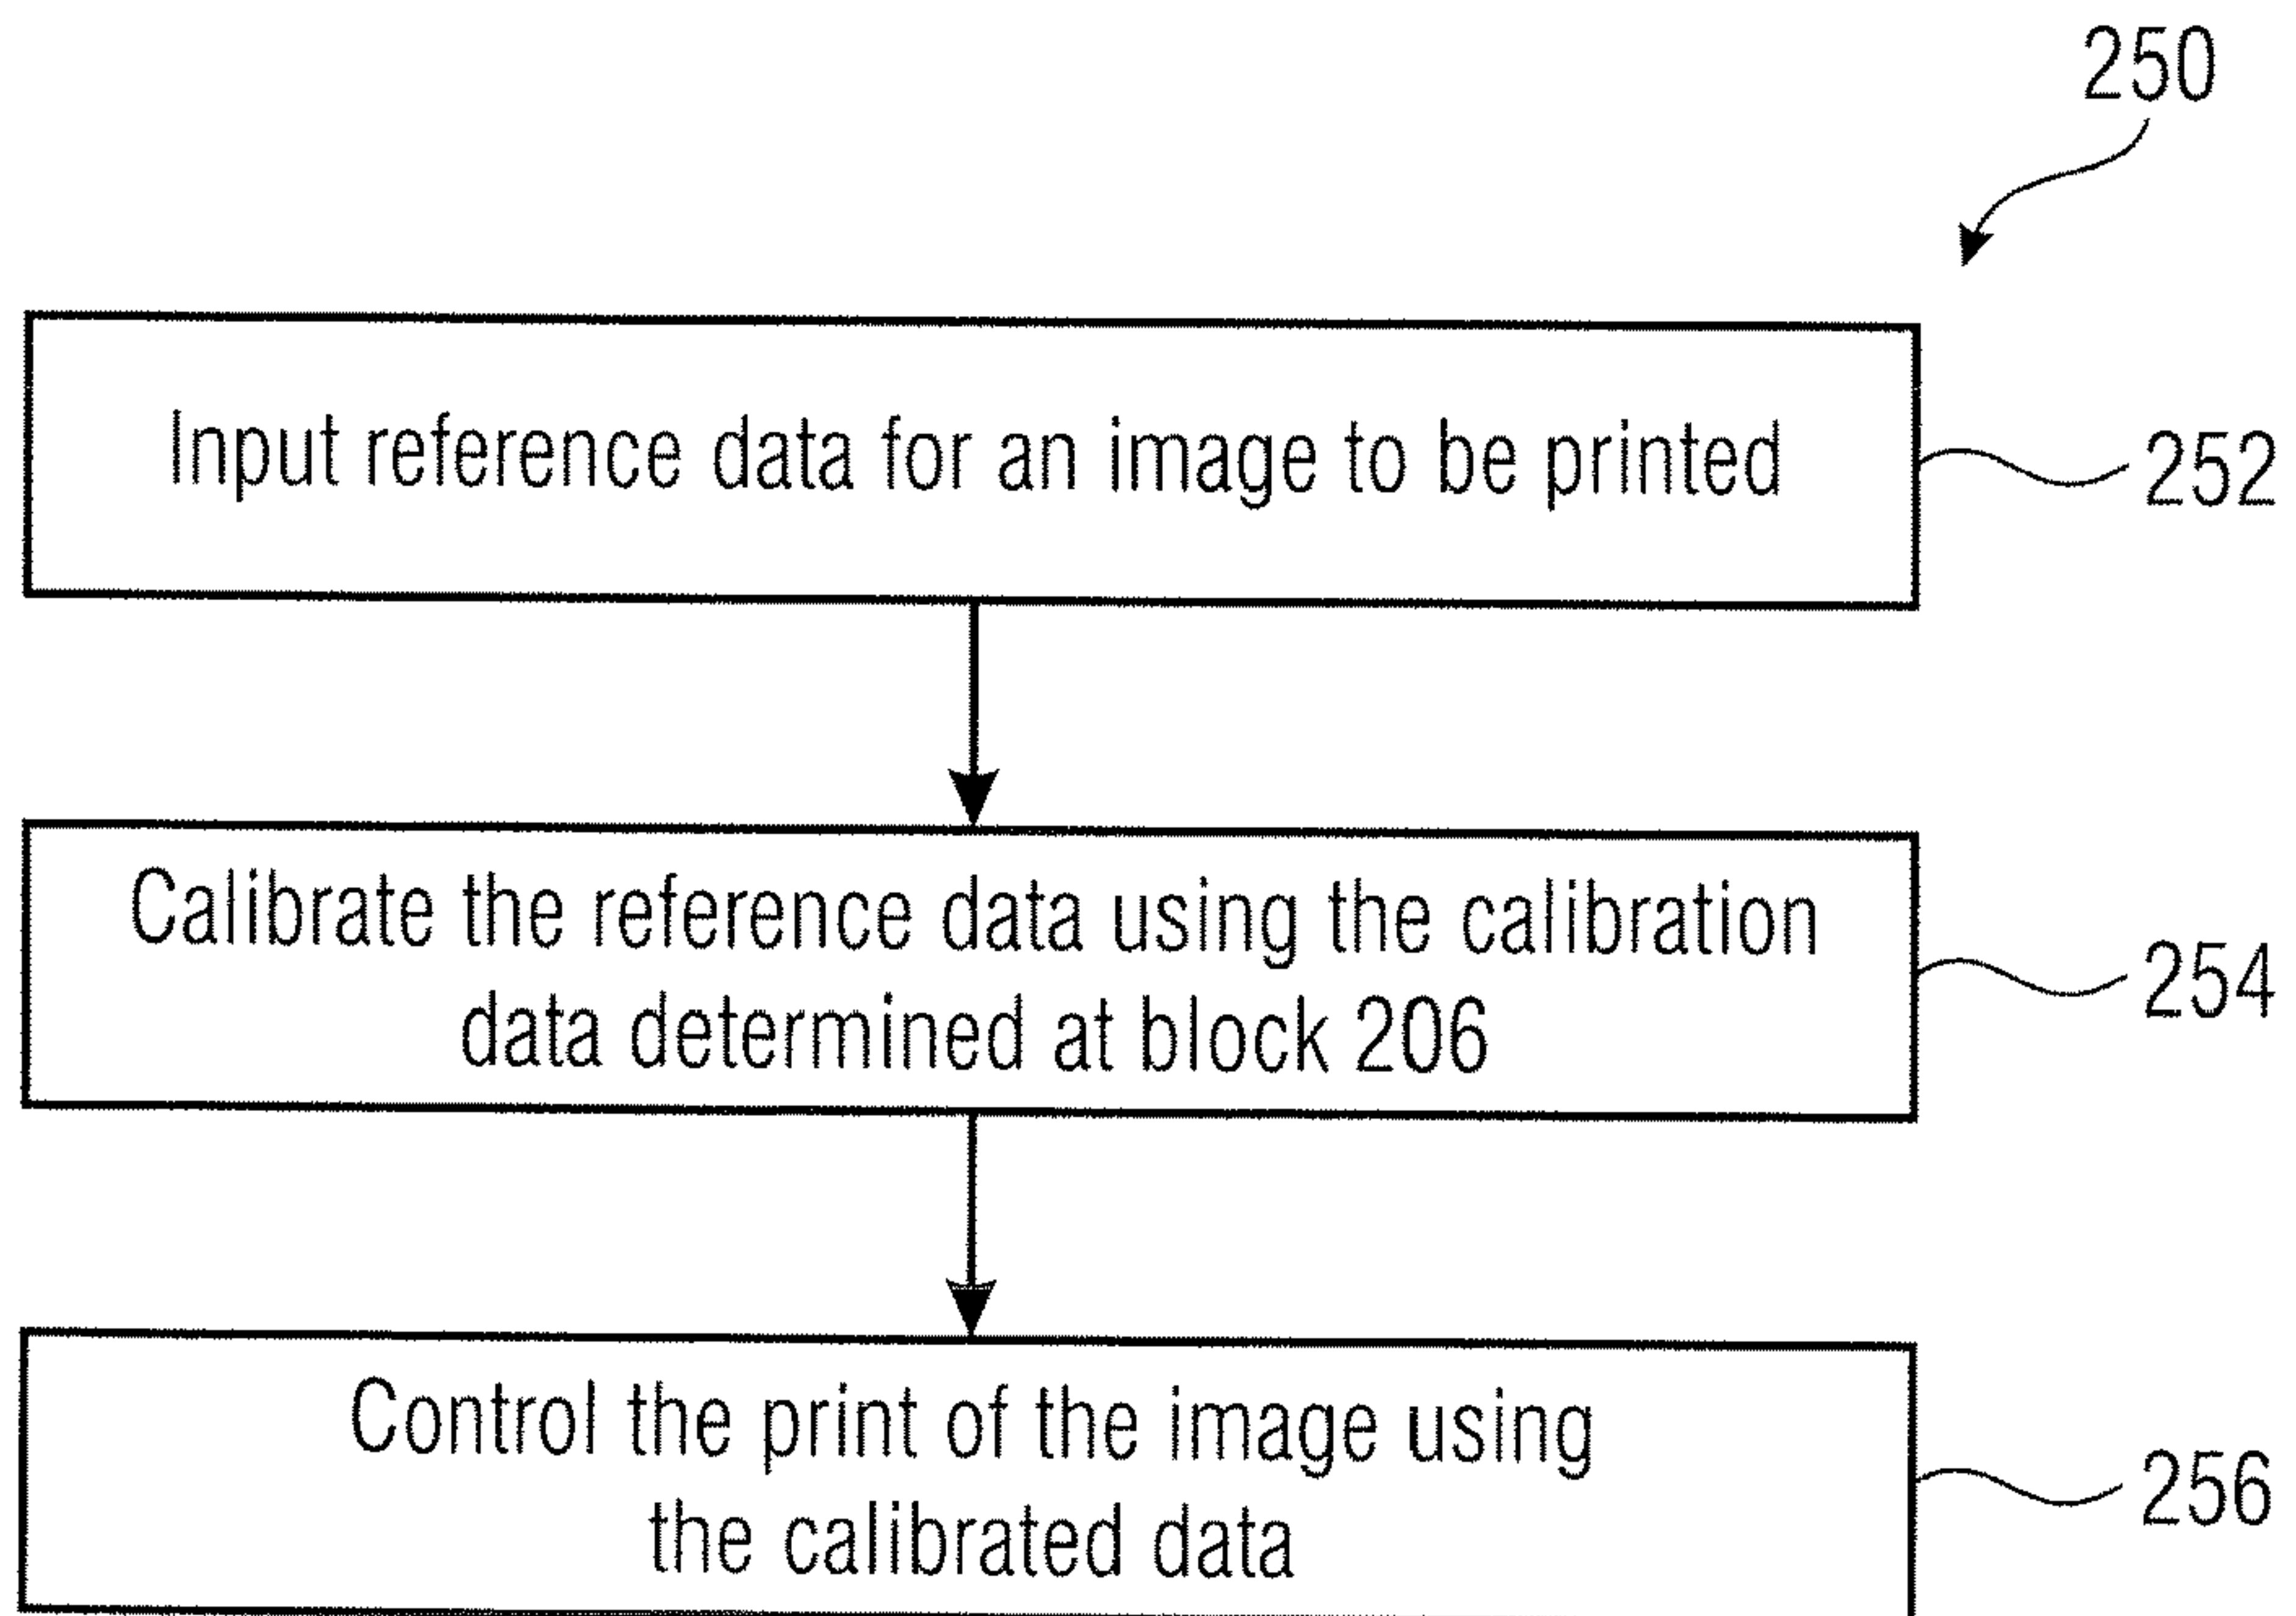 250
Input reference data for an image to be printed
252
Calibrate the reference data using the calibration
data determined at block 206
254
Control the print of the image using
the calibrated data
256